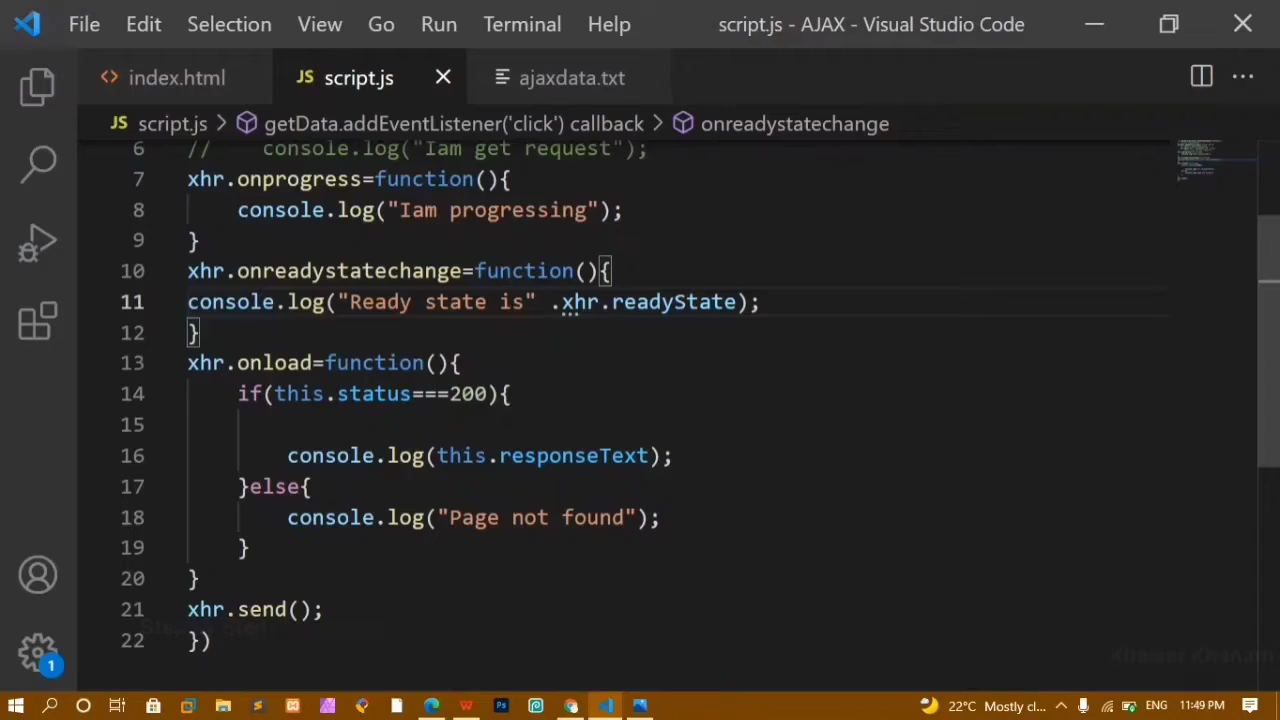 File Edit Selection View Go Run Terminal Help script.js - AJAX - Visual Studio Code
index.html JS script.js ajaxdata.txt
JS script.js > getData.addEventListener('click') callback > onreadystatechange
6 // console.log("Iam get request");
7 xhr.onprogress=function(){
8 console.log("Iam progressing");
9 }
10 xhr.onreadystatechange=function(){
11 console.log("Ready state is" .xhr.readyState);
12 }
13 xhr.onload=function(){
14 if(this.status===200){
15
16 console.log(this.responseText);
17 }else{
18 console.log("Page not found");
19 }
20 }
21 xhr.send();
22 })
1
22°C Mostly cl... ENG 11:49 PM